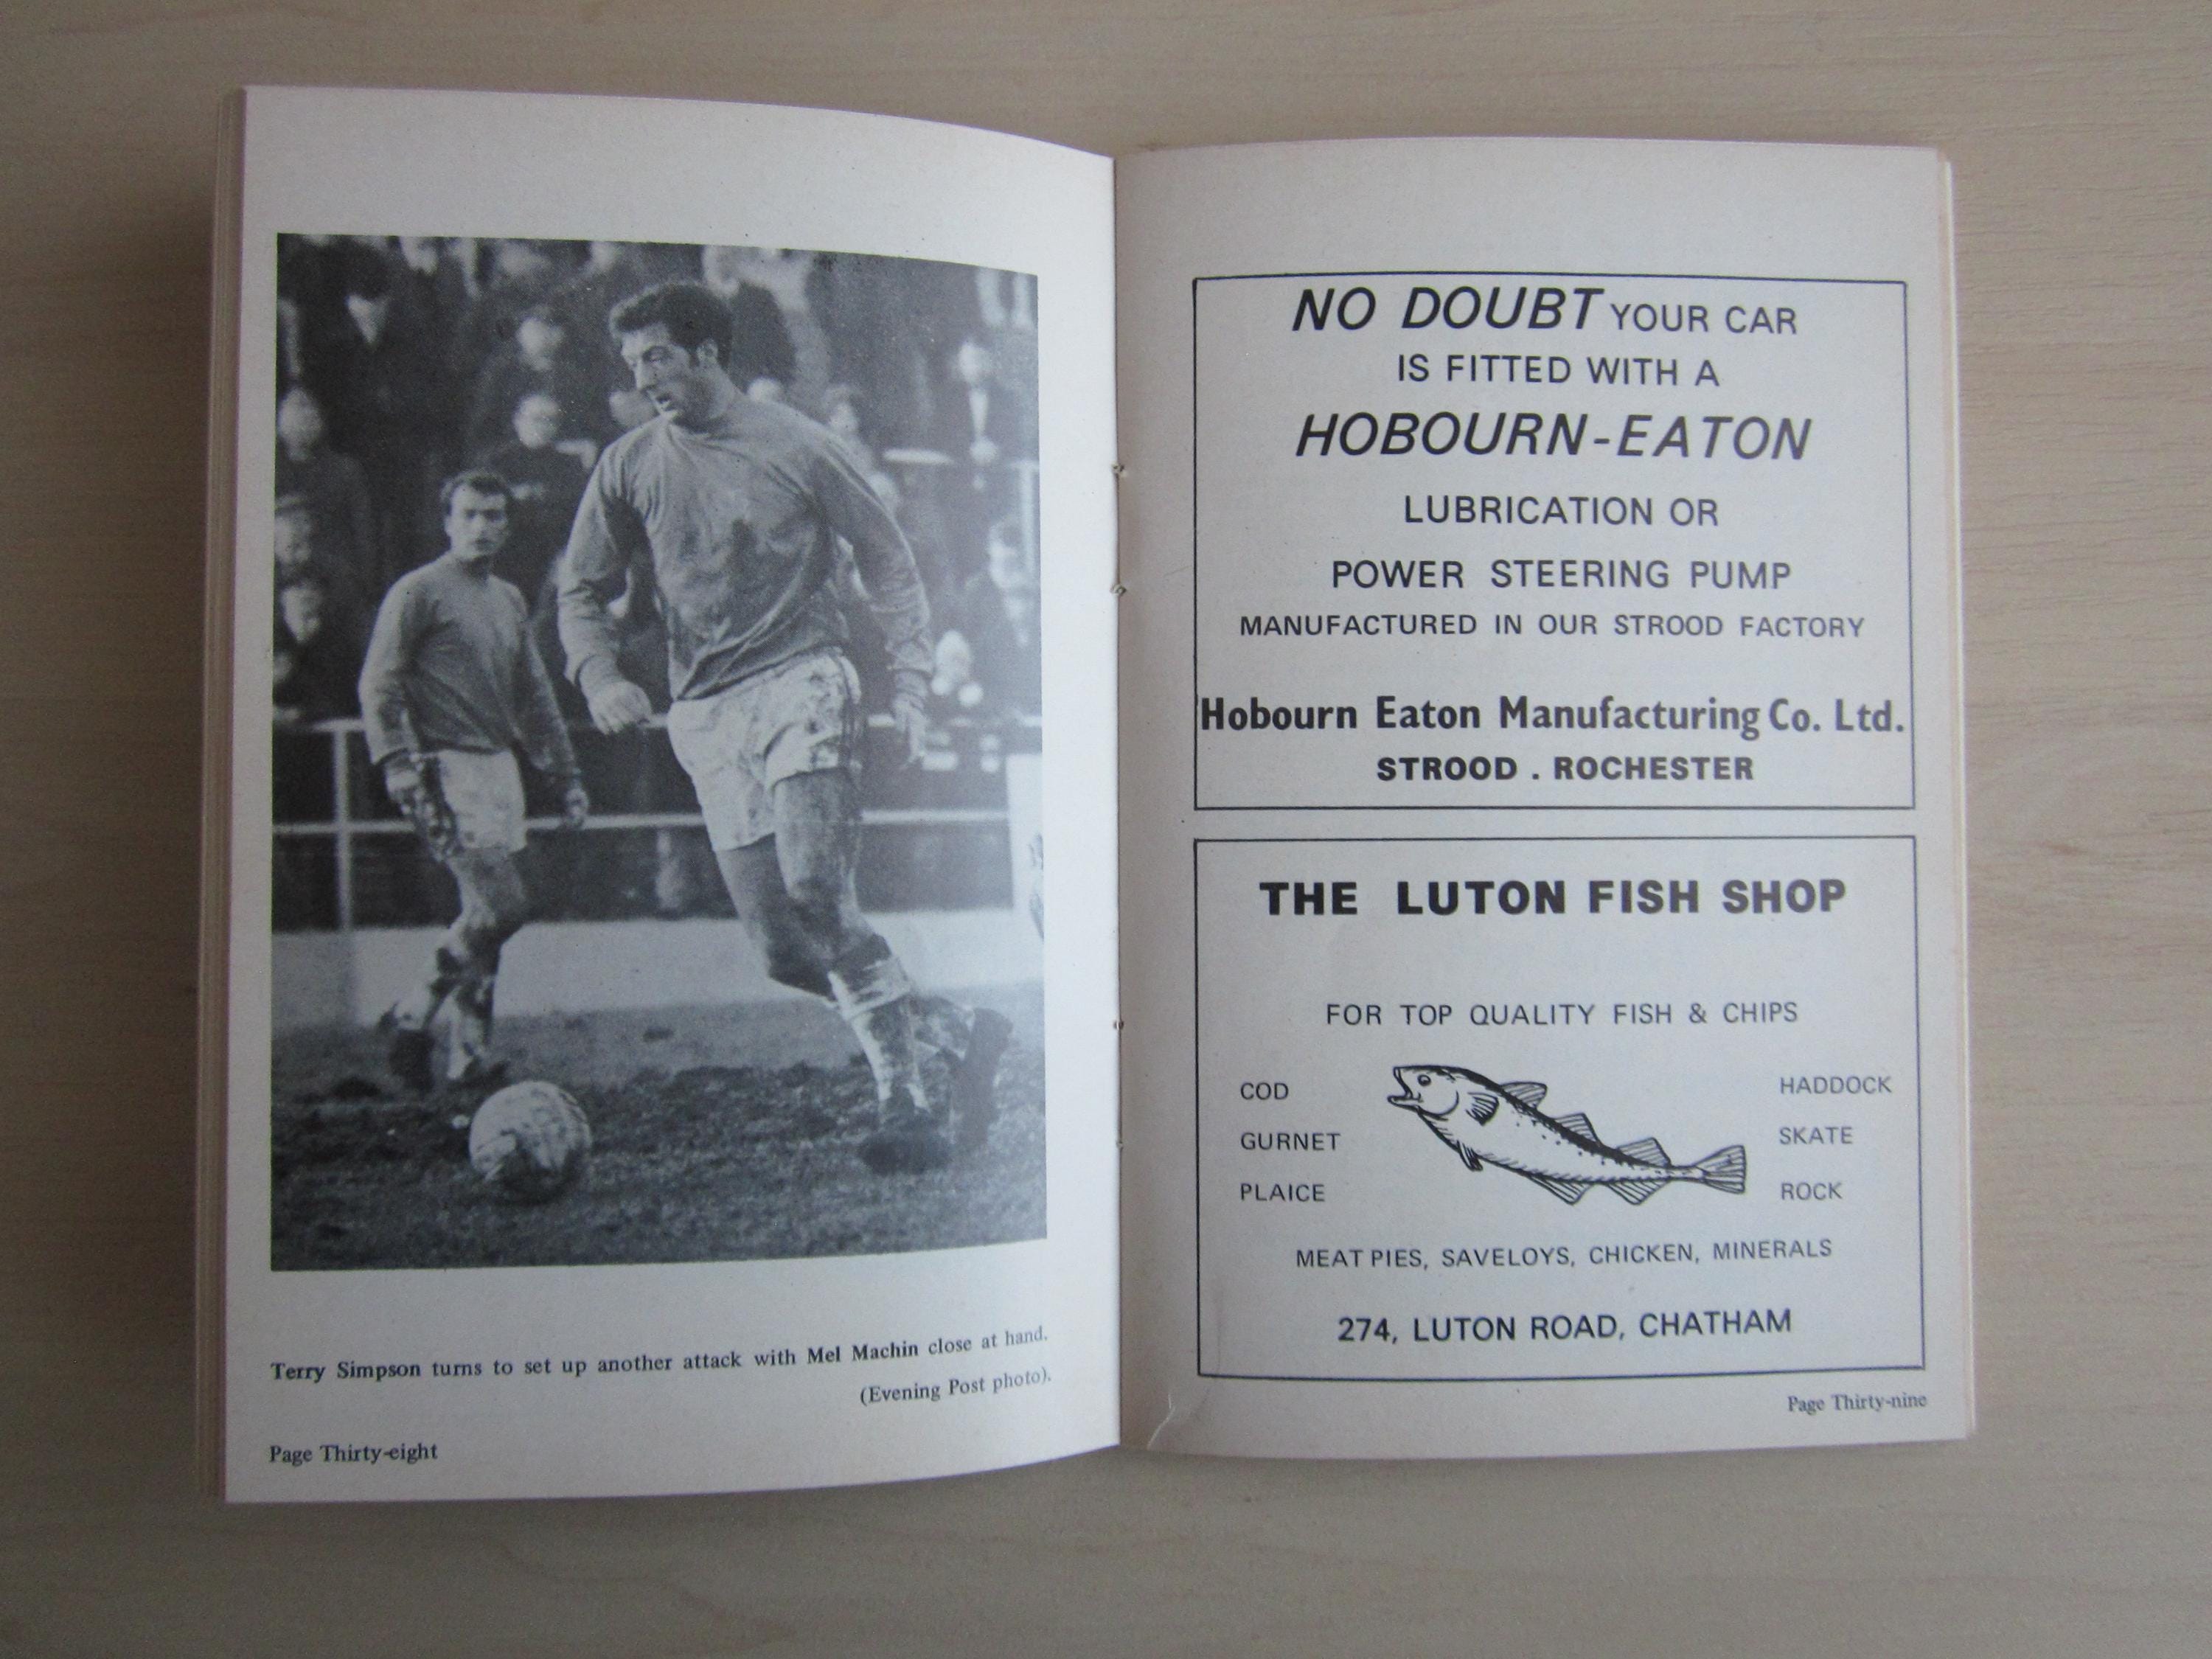 Terry Simpson turns to set up another attack with Mel Machin close at hand.
(Evening Post photo).
Page Thirty-eight
NO DOUBT YOUR CAR
IS FITTED WITH A
HOBOURN-EATON
LUBRICATION OR
POWER STEERING PUMP
MANUFACTURED IN OUR STROOD FACTORY
Hobourn Eaton Manufacturing Co. Ltd.
STROOD . ROCHESTER
THE LUTON FISH SHOP
FOR TOP QUALITY FISH & CHIPS
COD
GURNET
PLAICE
HADDOCK
SKATE
ROCK
MEAT PIES, SAVELOYS, CHICKEN, MINERALS
274, LUTON ROAD, CHATHAM
Page Thirty-nine